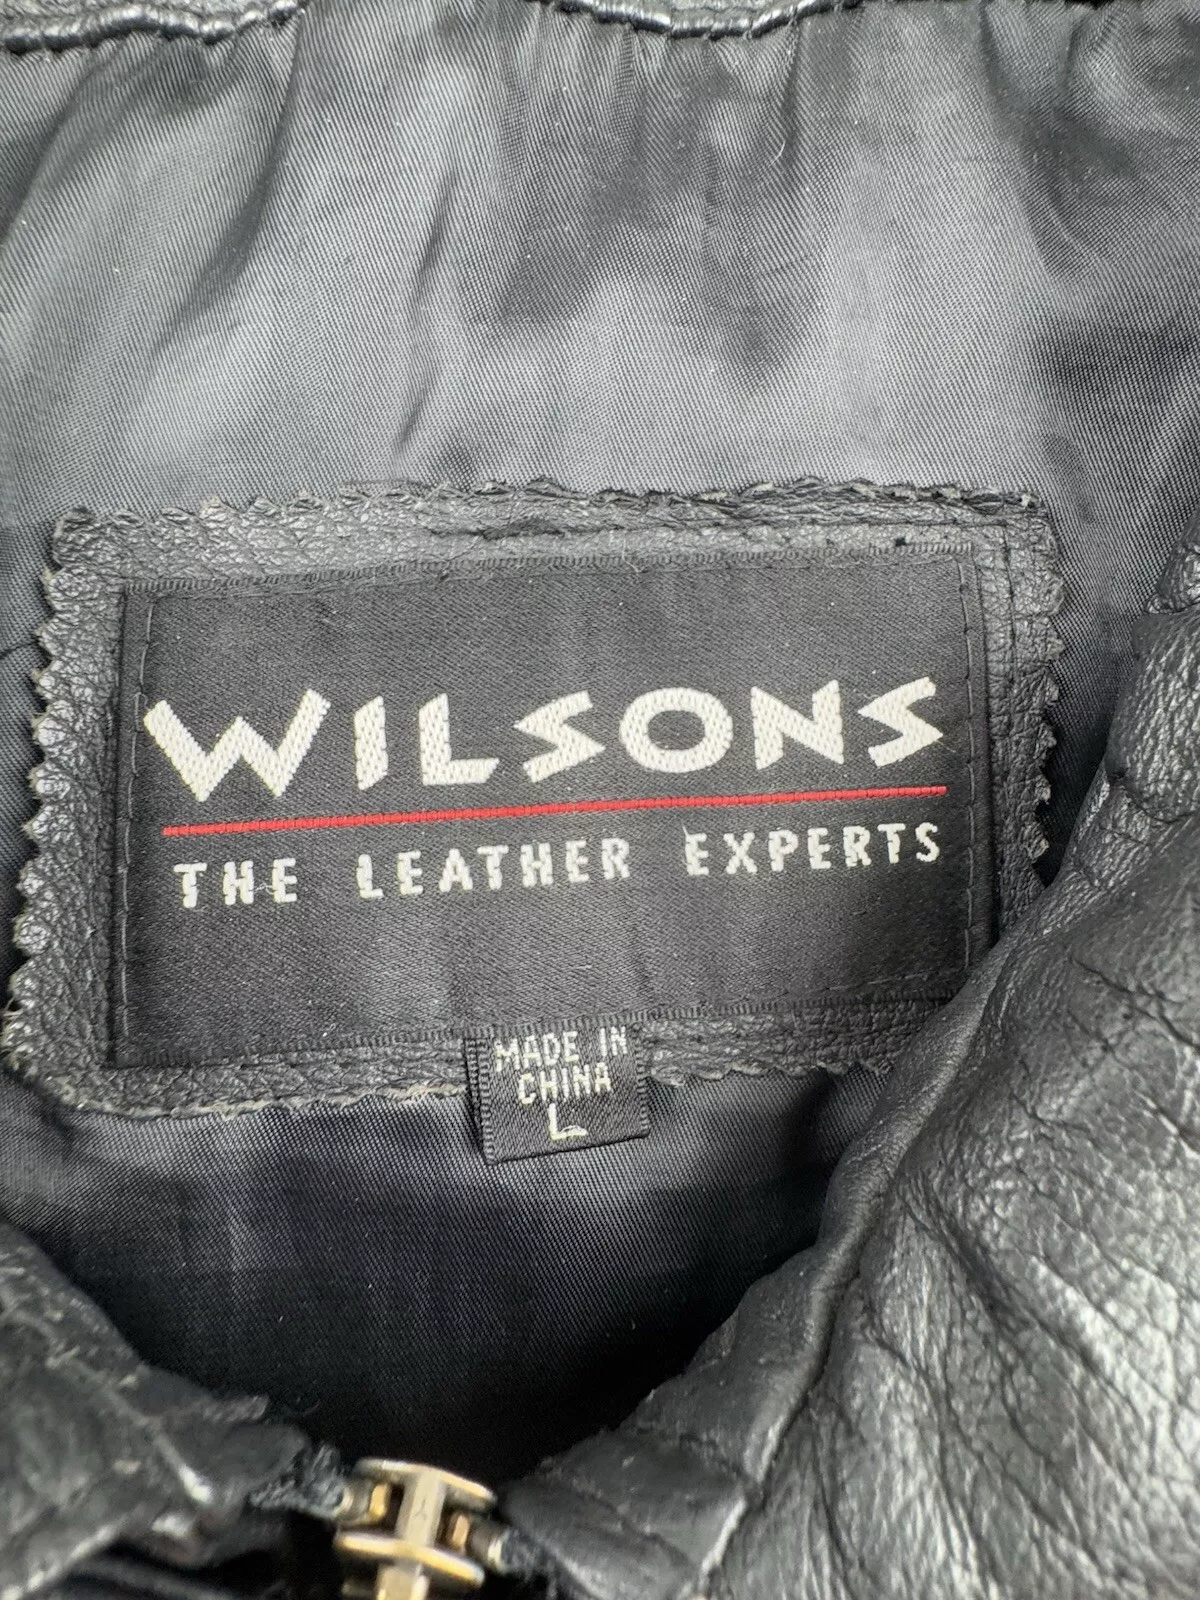 WILSONS
THE LEATHER EXPERTS
MADE IN
CHINA
L